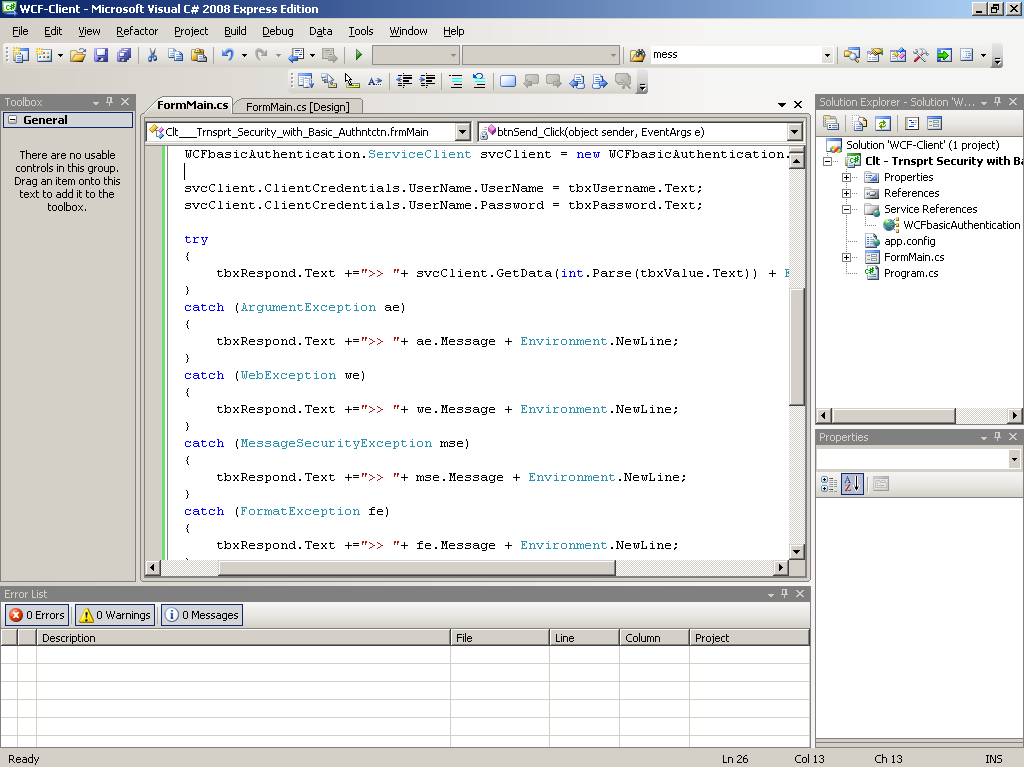 WCF-Client - Microsoft Visual C# 2008 Express Edition
File Edit View Refactor Project Build Debug Data Tools Window Help
mess
Toolbox
General
There are no usable
controls in this group.
Drag an item onto this
text to add it to the
toolbox.
FormMain.cs FormMain.cs [Design]
Clt___Trnsprt_Security_with_Basic_Authntctn.frmMain btnSend_Click(object sender, EventArgs e)
WCFbasicAuthentication.ServiceClient svcClient = new WCFbasicAuthentication.
svcClient.ClientCredentials.UserName.UserName = tbxUsername.Text;
svcClient.ClientCredentials.UserName.Password = tbxPassword.Text;
try
{
tbxRespond.Text +=">> "+ svcClient.GetData(int.Parse(tbxValue.Text)) + E
}
catch (ArgumentException ae)
{
tbxRespond.Text +=">> "+ ae.Message + Environment.NewLine;
}
catch (WebException we)
{
tbxRespond.Text +=">> "+ we.Message + Environment.NewLine;
}
catch (MessageSecurityException mse)
{
tbxRespond.Text +=">> "+ mse.Message + Environment.NewLine;
}
catch (FormatException fe)
{
tbxRespond.Text +=">> "+ fe.Message + Environment.NewLine;
Solution Explorer - Solution 'W...
Solution 'WCF-Client' (1 project)
Clt - Trnsprt Security with Ba
Properties
References
Service References
WCFbasicAuthentication
app.config
FormMain.cs
Program.cs
Properties
Error List
0 Errors 0 Warnings 0 Messages
Description File Line Column Project
Ready Ln 26 Col 13 Ch 13 INS